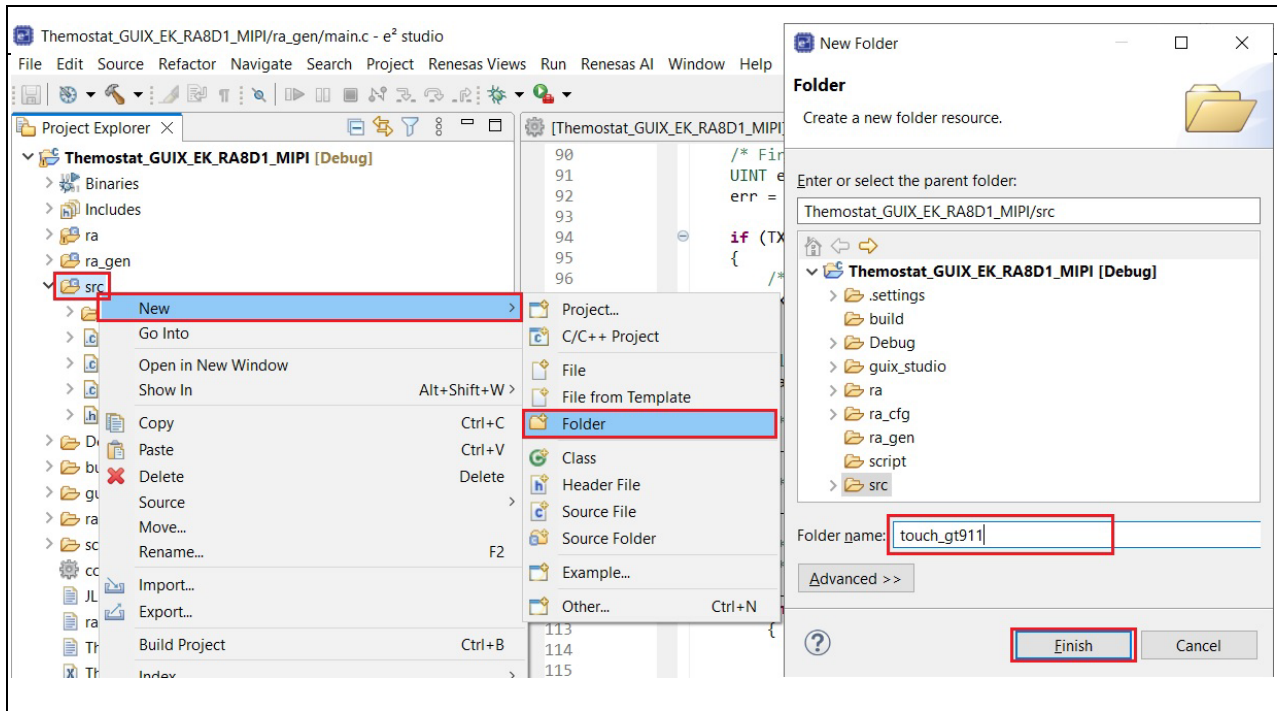 Themostat_GUIX_EK_RA8D1_MIPI/ra_gen/main.c - e² studio
File Edit Source Refactor Navigate Search Project Renesas Views Run Renesas AI Window Help
Project Explorer
Themostat_GUIX_EK_RA8D1_MIPI [Debug]
Binaries
Includes
ra
ra_gen
src
New
Go Into
Open in New Window
Show In Alt+Shift+W >
Copy Ctrl+C
Paste Ctrl+V
Delete Delete
Source
Move...
Rename... F2
Import...
Export...
Build Project Ctrl+B
Index
[Themostat_GUIX_EK_RA8D1_MIPI]
90 /* Fir
91 UINT e
92 err =
93
94 if (TX
95 {
96 /*
Project...
C/C++ Project
File
File from Template
Folder
Class
Header File
Source File
Source Folder
Example...
Other... Ctrl+N
113 {
114
115
New Folder
Folder
Create a new folder resource.
Enter or select the parent folder:
Themostat_GUIX_EK_RA8D1_MIPI/src
Themostat_GUIX_EK_RA8D1_MIPI [Debug]
.settings
build
Debug
guix_studio
ra
ra_cfg
ra_gen
script
src
Folder name: touch_gt911
Advanced >>
Finish Cancel